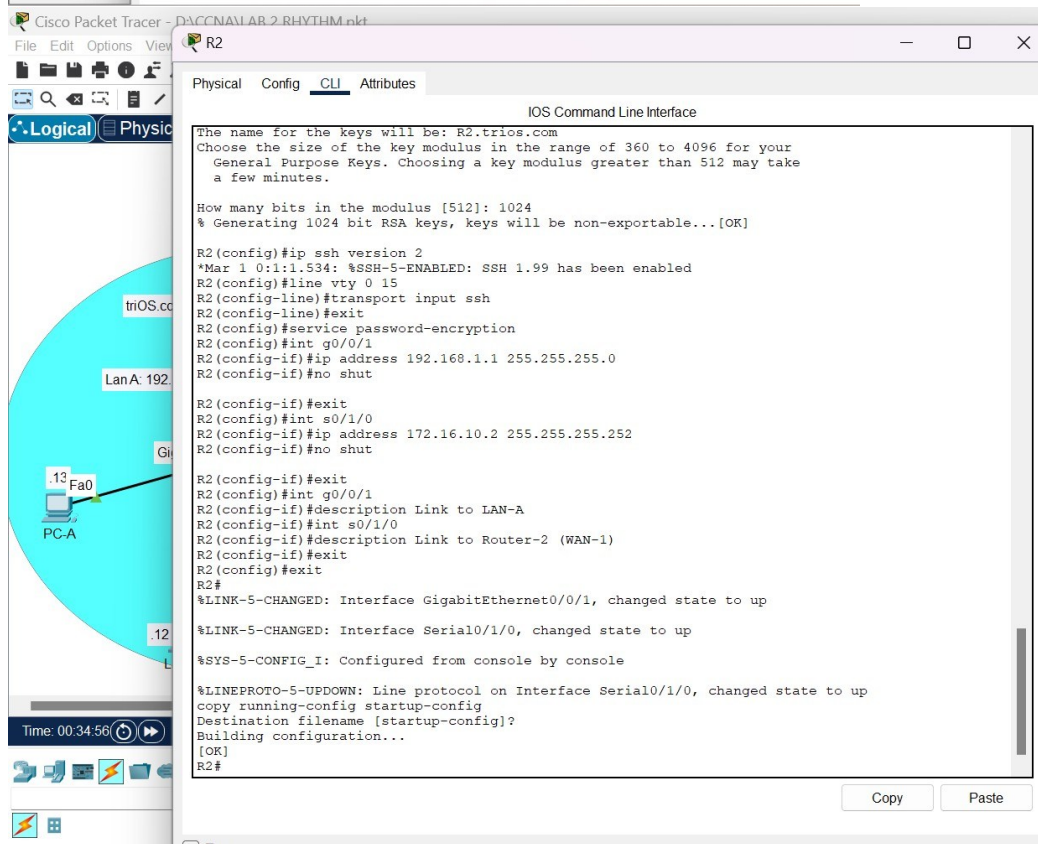 Cisco Packet Tracer - D:\CCNA\LAB 2 RHYTHM.pkt
File Edit Options View
R2
Physical Config CLI Attributes
IOS Command Line Interface
Logical
The name for the keys will be: R2.trios.com
Choose the size of the key modulus in the range of 360 to 4096 for your
General Purpose Keys. Choosing a key modulus greater than 512 may take
a few minutes.
How many bits in the modulus [512]: 1024
% Generating 1024 bit RSA keys, keys will be non-exportable...[OK]
R2(config)#ip ssh version 2
*Mar 1 0:1:1.534: %SSH-5-ENABLED: SSH 1.99 has been enabled
R2(config)#line vty 0 15
R2(config-line)#transport input ssh
R2(config-line)#exit
R2(config)#service password-encryption
R2(config)#int g0/0/1
R2(config-if)#ip address 192.168.1.1 255.255.255.0
R2(config-if)#no shut
R2(config-if)#exit
R2(config)#int s0/1/0
R2(config-if)#ip address 172.16.10.2 255.255.255.252
R2(config-if)#no shut
R2(config-if)#exit
R2(config)#int g0/0/1
R2(config-if)#description Link to LAN-A
R2(config-if)#int s0/1/0
R2(config-if)#description Link to Router-2 (WAN-1)
R2(config-if)#exit
R2(config)#exit
R2#
%LINK-5-CHANGED: Interface GigabitEthernet0/0/1, changed state to up
%LINK-5-CHANGED: Interface Serial0/1/0, changed state to up
%SYS-5-CONFIG_I: Configured from console by console
%LINEPROTO-5-UPDOWN: Line protocol on Interface Serial0/1/0, changed state to up
copy running-config startup-config
Destination filename [startup-config]?
Building configuration...
[OK]
R2#
Copy Paste
triOS.co
Lan A: 192.
Gi
.13
Fa0
PC-A
.12
L
Time: 00:34:56